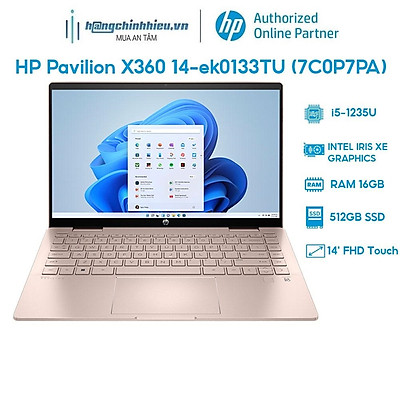 hangchinhhieu.vn
MUA AN TÂM
hp
Authorized
Online Partner
HP Pavilion X360 14-ek0133TU (7C0P7PA)
i5-1235U
INTEL IRIS XE
GRAPHICS
RAM
RAM 16GB
SSD
512GB SSD
14' FHD Touch
hp